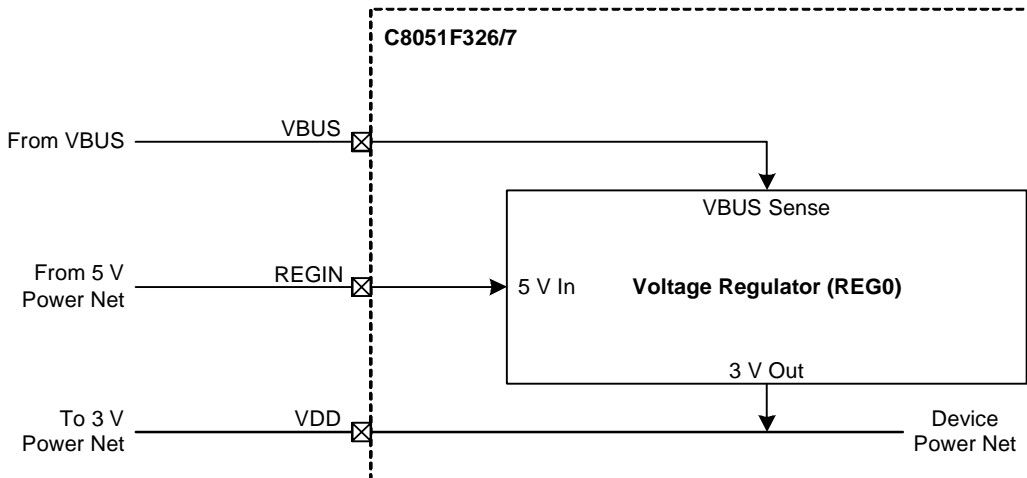 C8051F326/7
From VBUS
VBUS
VBUS Sense
From 5 V
Power Net
REGIN
5 V In
Voltage Regulator (REG0)
3 V Out
To 3 V
Power Net
VDD
Device
Power Net